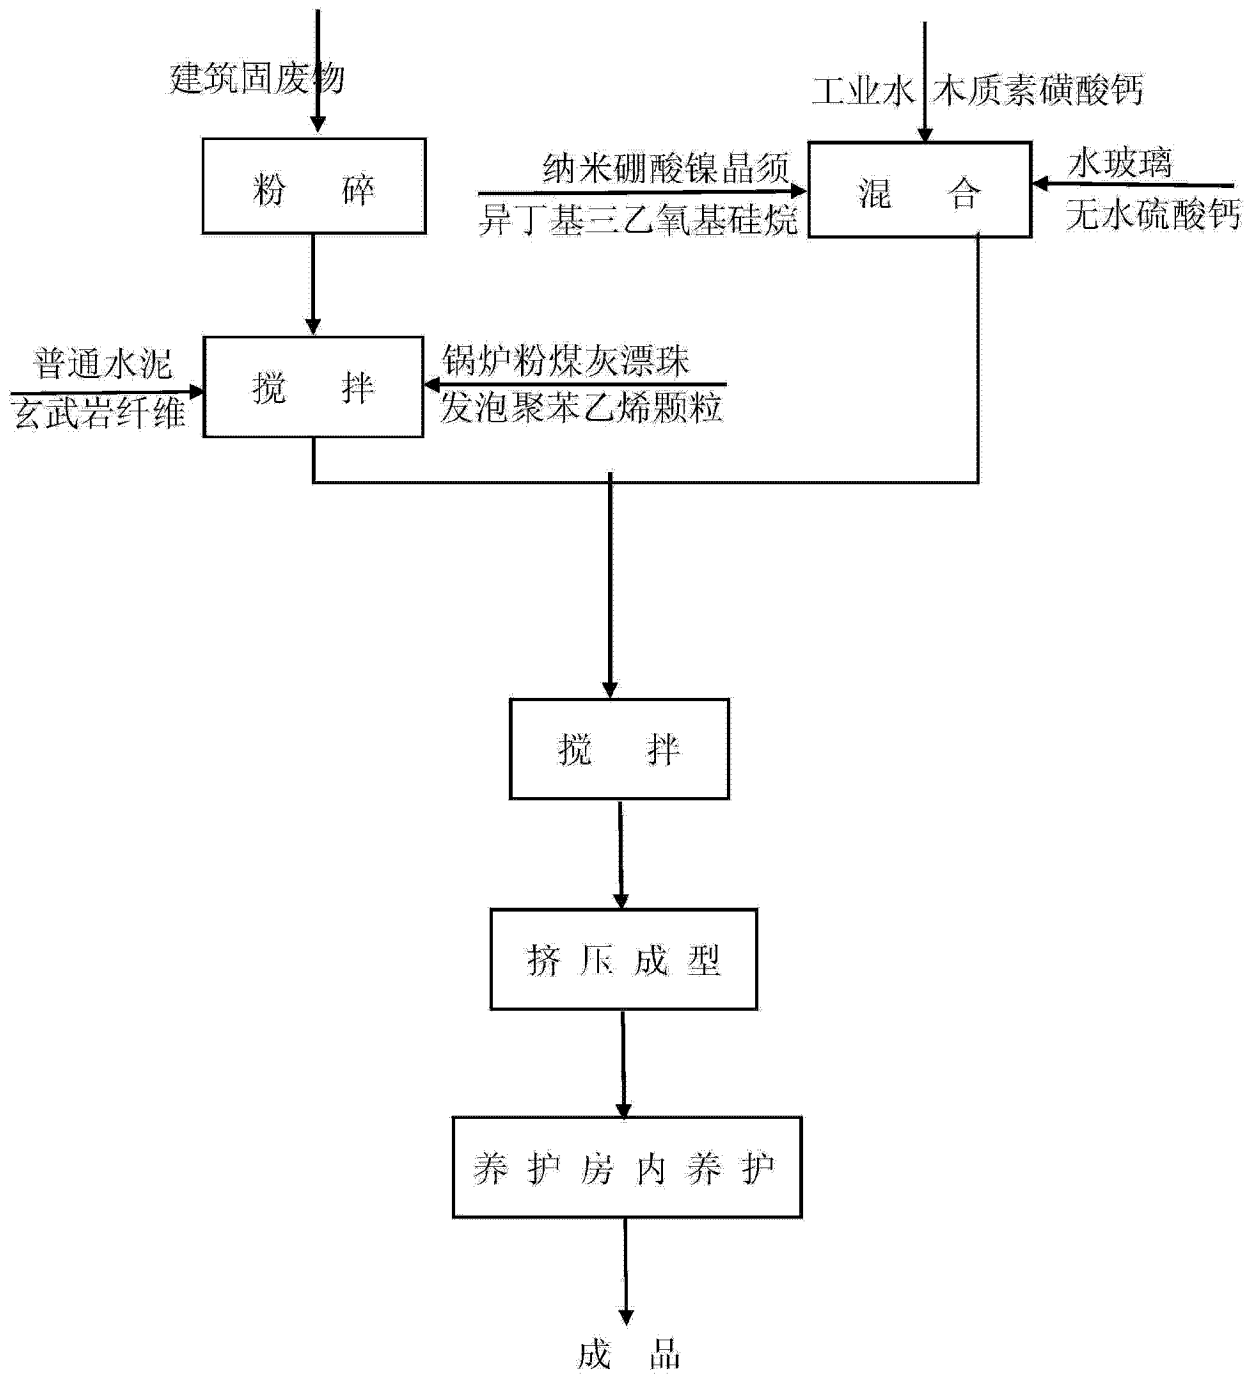 建筑固废物
工业水 木质素磺酸钙
粉 碎
纳米硼酸镍晶须
异丁基三乙氧基硅烷
混 合
水玻璃
无水硫酸钙
普通水泥
玄武岩纤维
搅 拌
锅炉粉煤灰漂珠
发泡聚苯乙烯颗粒
搅 拌
挤压成型
养护房内养护
成 品